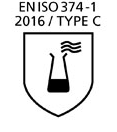 EN ISO 374-1
2016 / TYPE C